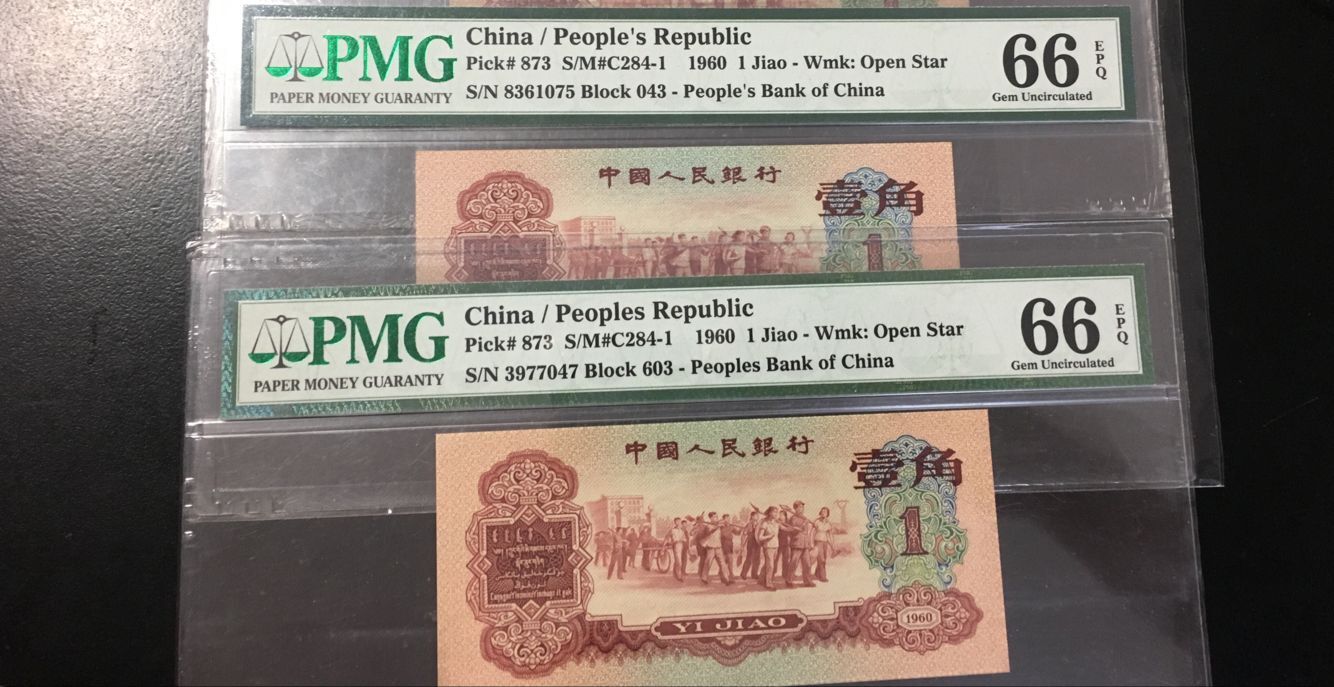 PMG
PAPER MONEY GUARANTY
China / People's Republic
Pick# 873 S/M#C284-1 1960 1 Jiao - Wmk: Open Star
S/N 8361075 Block 043 - People's Bank of China
66
EPQ
Gem Uncirculated
中國人民銀行
壹角
1
PMG
PAPER MONEY GUARANTY
China / Peoples Republic
Pick# 873 S/M#C284-1 1960 1 Jiao - Wmk: Open Star
S/N 3977047 Block 603 - Peoples Bank of China
66
EPQ
Gem Uncirculated
中國人民銀行
壹角
1
1960
YI JIAO